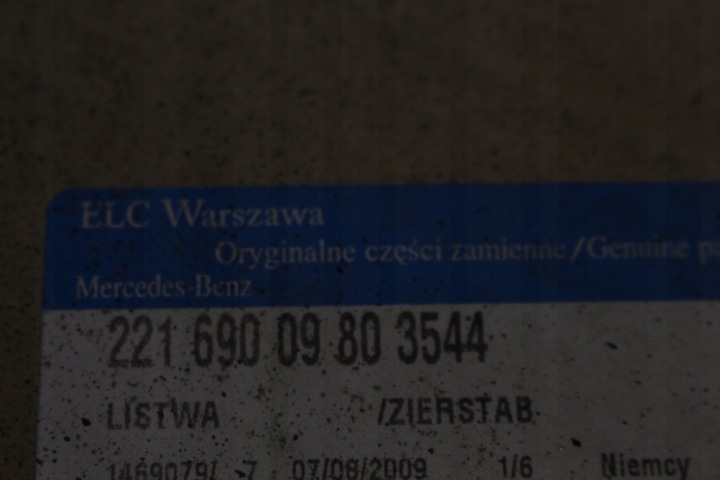 ELC Warszawa
Oryginalne części zamienne/Genuine
Mercedes-Benz
221 690 09 80 3544
LISTWA /ZIERSTAB
07/08/2009 1/6 Niemcy